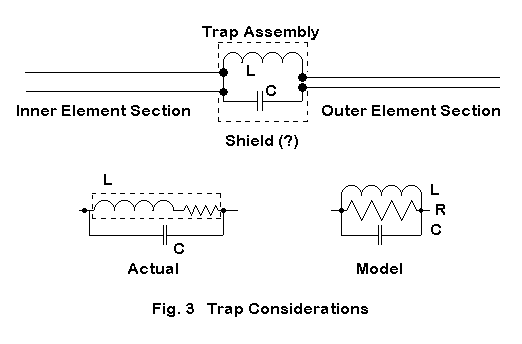 Trap Assembly
L
C
Inner Element Section
Outer Element Section
Shield (?)
L
C
Actual
L
R
C
Model
Fig. 3 Trap Considerations